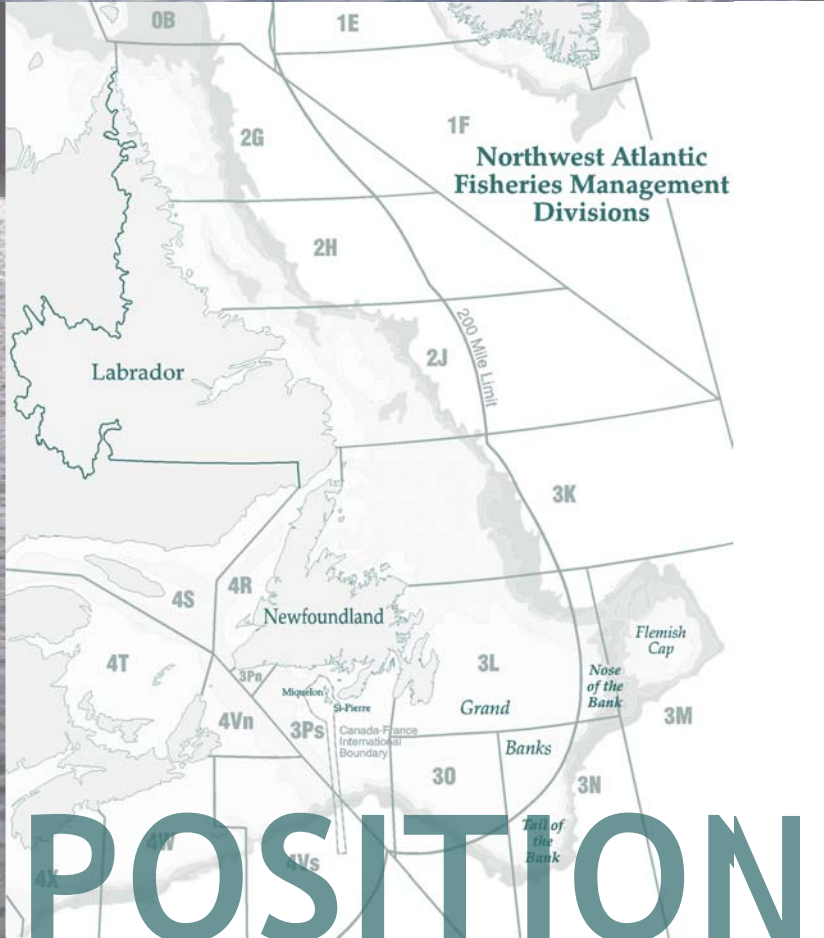 0B
1E
2G
1F
Northwest Atlantic
Fisheries Management
Divisions
2H
200 Mile Limit
2J
Labrador
3K
4S
4R
Newfoundland
Flemish
Cap
4T
3L
3Pn
Nose
of the
Bank
Miquelon
St-Pierre
Grand
3M
4Vn
3Ps
Canada-France
International
Boundary
Banks
3O
3N
Tail of
the
Bank
4W
4Vs
4X
POSITION